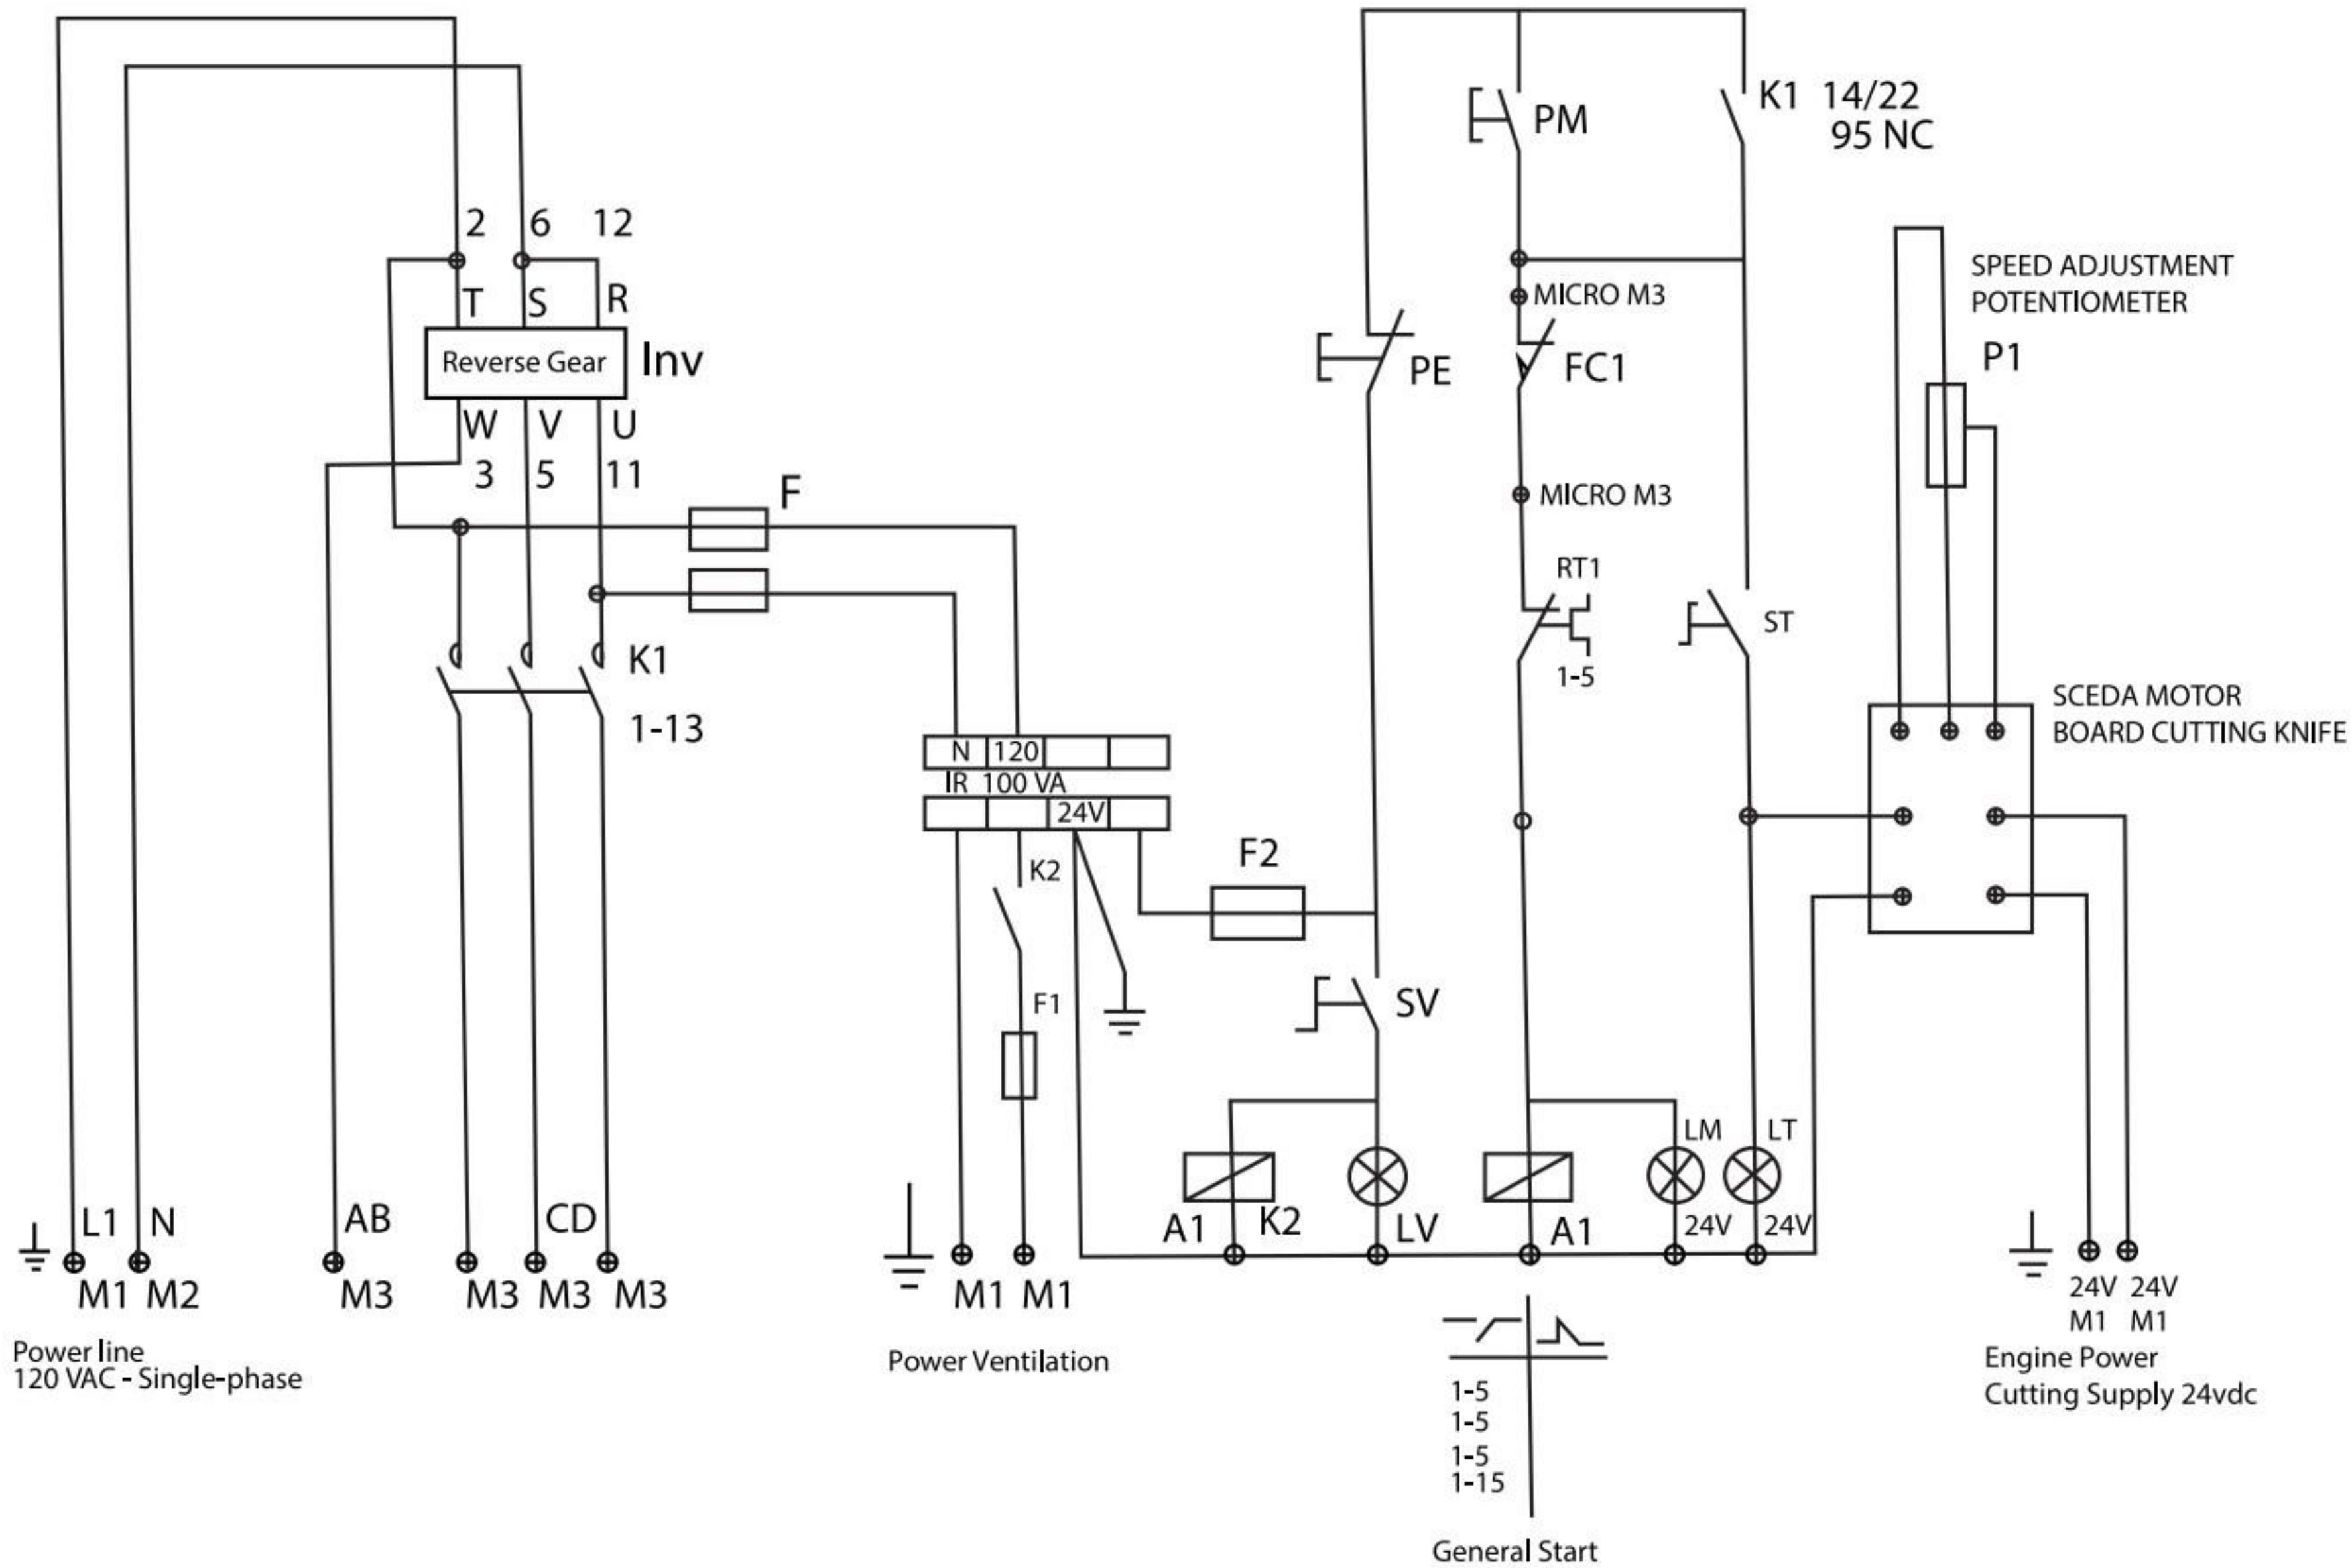 K1 14/22
95 NC
PM
2 6 12
T S R
Reverse Gear
Inv
W V U
3 5 11
F
K1
1-13
MICRO M3
FC1
PE
MICRO M3
RT1
1-5
ST
SPEED ADJUSTMENT
POTENTIOMETER
P1
SCEDA MOTOR
BOARD CUTTING KNIFE
N 120
IR 100 VA
24V
K2
F1
F2
SV
LM LT
24V 24V
A1 K2 LV A1
L1 N AB CD
M1 M2 M3 M3 M3 M3
M1 M1
Power line
120 VAC - Single-phase
Power Ventilation
1-5
1-5
1-5
1-15
General Start
24V 24V
M1 M1
Engine Power
Cutting Supply 24vdc